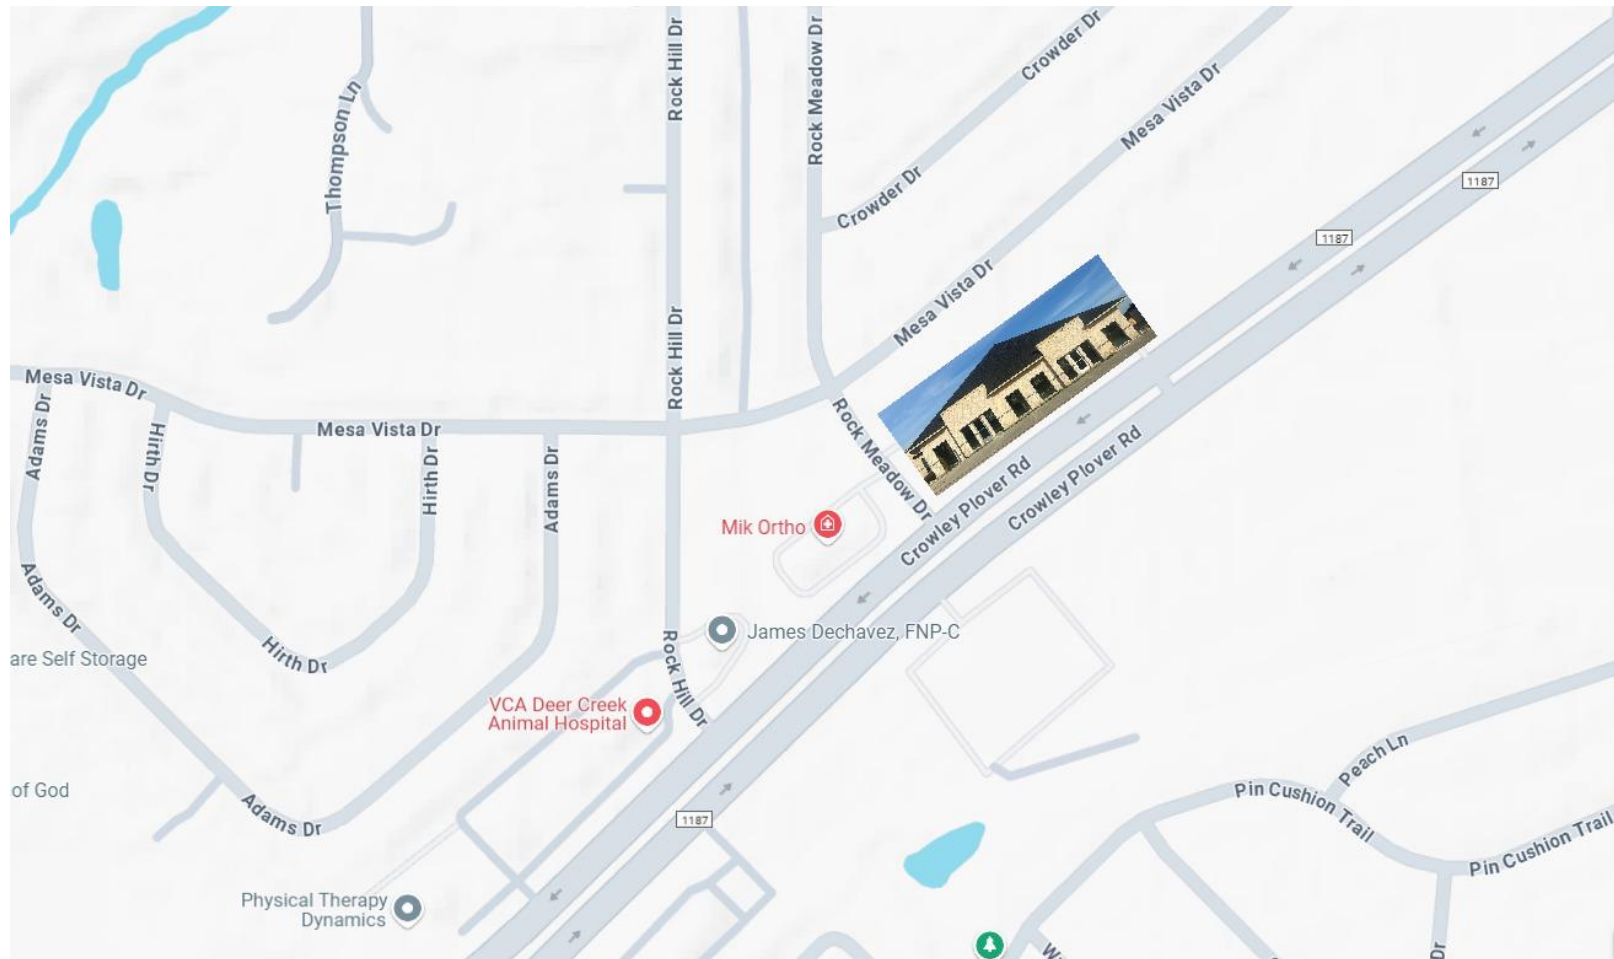 Rock Hill Dr
Rock Meadow Dr
Crowder Dr
Mesa Vista Dr
Thompson Ln
Crowder Dr
1187
1187
Mesa Vista Dr
Rock Hill Dr
Mesa Vista Dr
Adams Dr
Hirth Dr
Mesa Vista Dr
Hirth Dr
Adams Dr
Rock Meadow Dr
Crowley Plover Rd
Crowley Plover Rd
Mik Ortho
Adams Dr
Hirth Dr
James Dechavez, FNP-C
Rock Hill Dr
are Self Storage
VCA Deer Creek
Animal Hospital
of God
Adams Dr
1187
Peach Ln
Pin Cushion Trail
Pin Cushion Trail
Physical Therapy
Dynamics
Dr